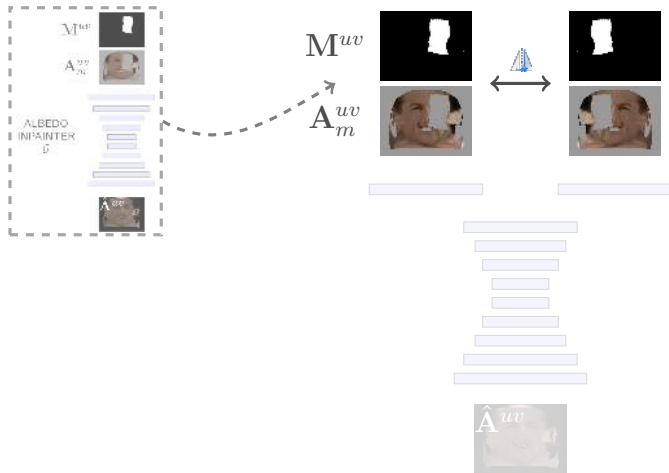 M^{uv}
A_m^{uv}
ALBEDO
INPAINTER
G
Â^{uv}
M^{uv}
A_m^{uv}
Â^{uv}